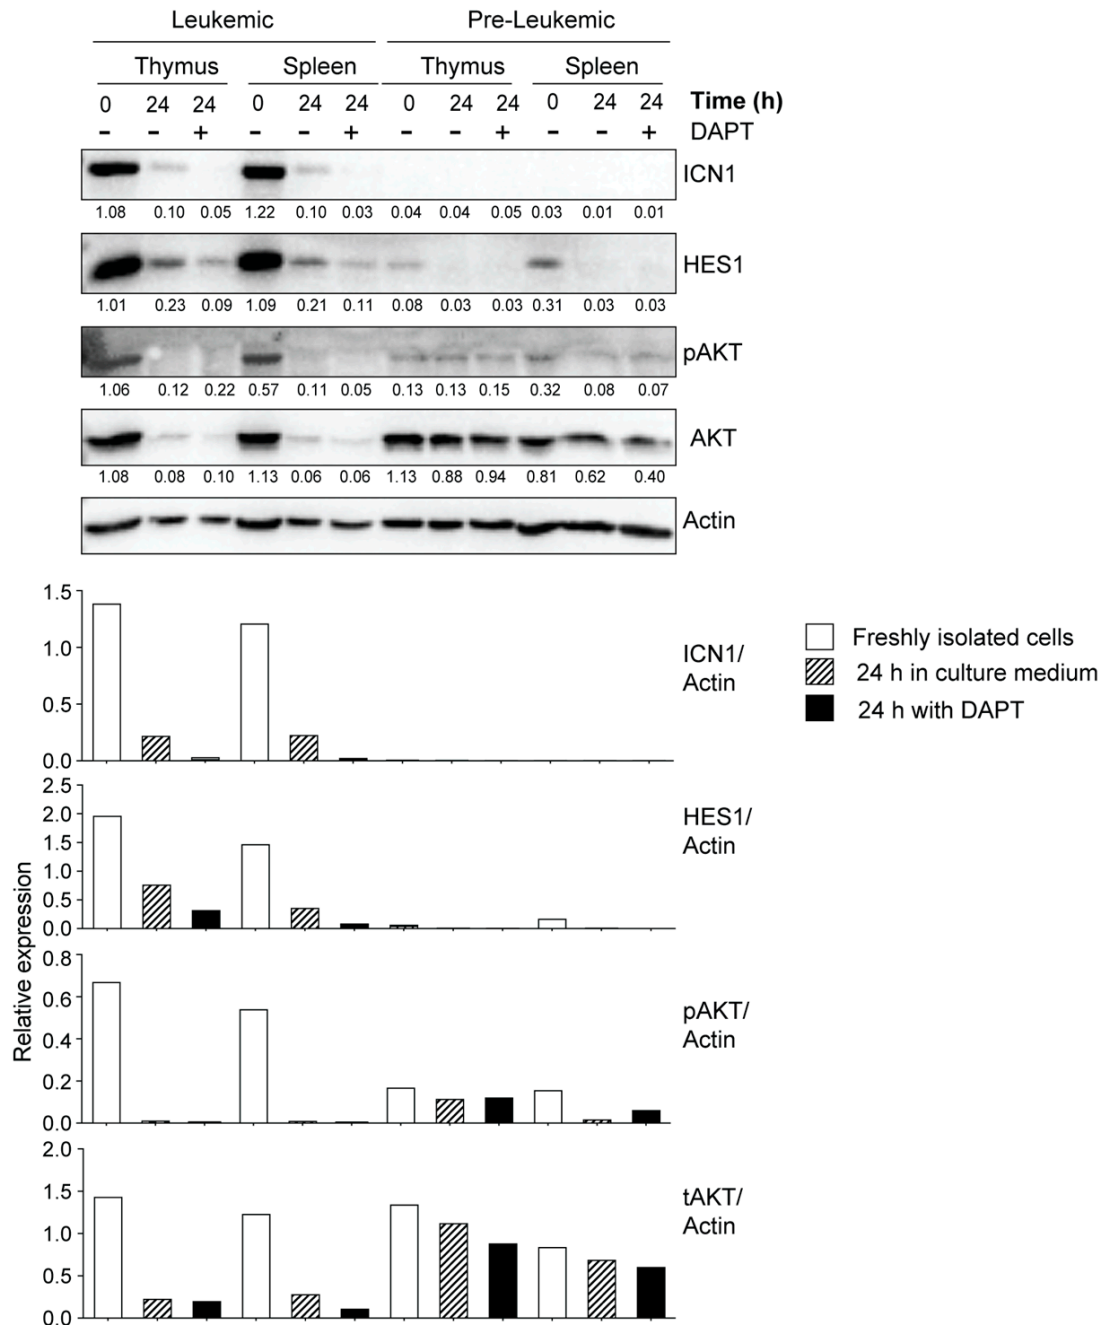 Leukemic Pre-Leukemic
Thymus Spleen Thymus Spleen
0 24 24 0 24 24 0 24 24 0 24 24 Time (h)
- - + - - + - - + - - + DAPT
ICN1
1.08 0.10 0.05 1.22 0.10 0.03 0.04 0.04 0.05 0.03 0.01 0.01
HES1
1.01 0.23 0.09 1.09 0.21 0.11 0.08 0.03 0.03 0.31 0.03 0.03
pAKT
1.06 0.12 0.22 0.57 0.11 0.05 0.13 0.13 0.15 0.32 0.08 0.07
AKT
1.08 0.08 0.10 1.13 0.06 0.06 1.13 0.88 0.94 0.81 0.62 0.40
Actin
Relative expression
1.5
1.0
0.5
0.0
ICN1/
Actin
Freshly isolated cells
24 h in culture medium
24 h with DAPT
2.5
2.0
1.5
1.0
0.5
0.0
HES1/
Actin
0.8
0.6
0.4
0.2
0.0
pAKT/
Actin
2.0
1.5
1.0
0.5
0.0
tAKT/
Actin